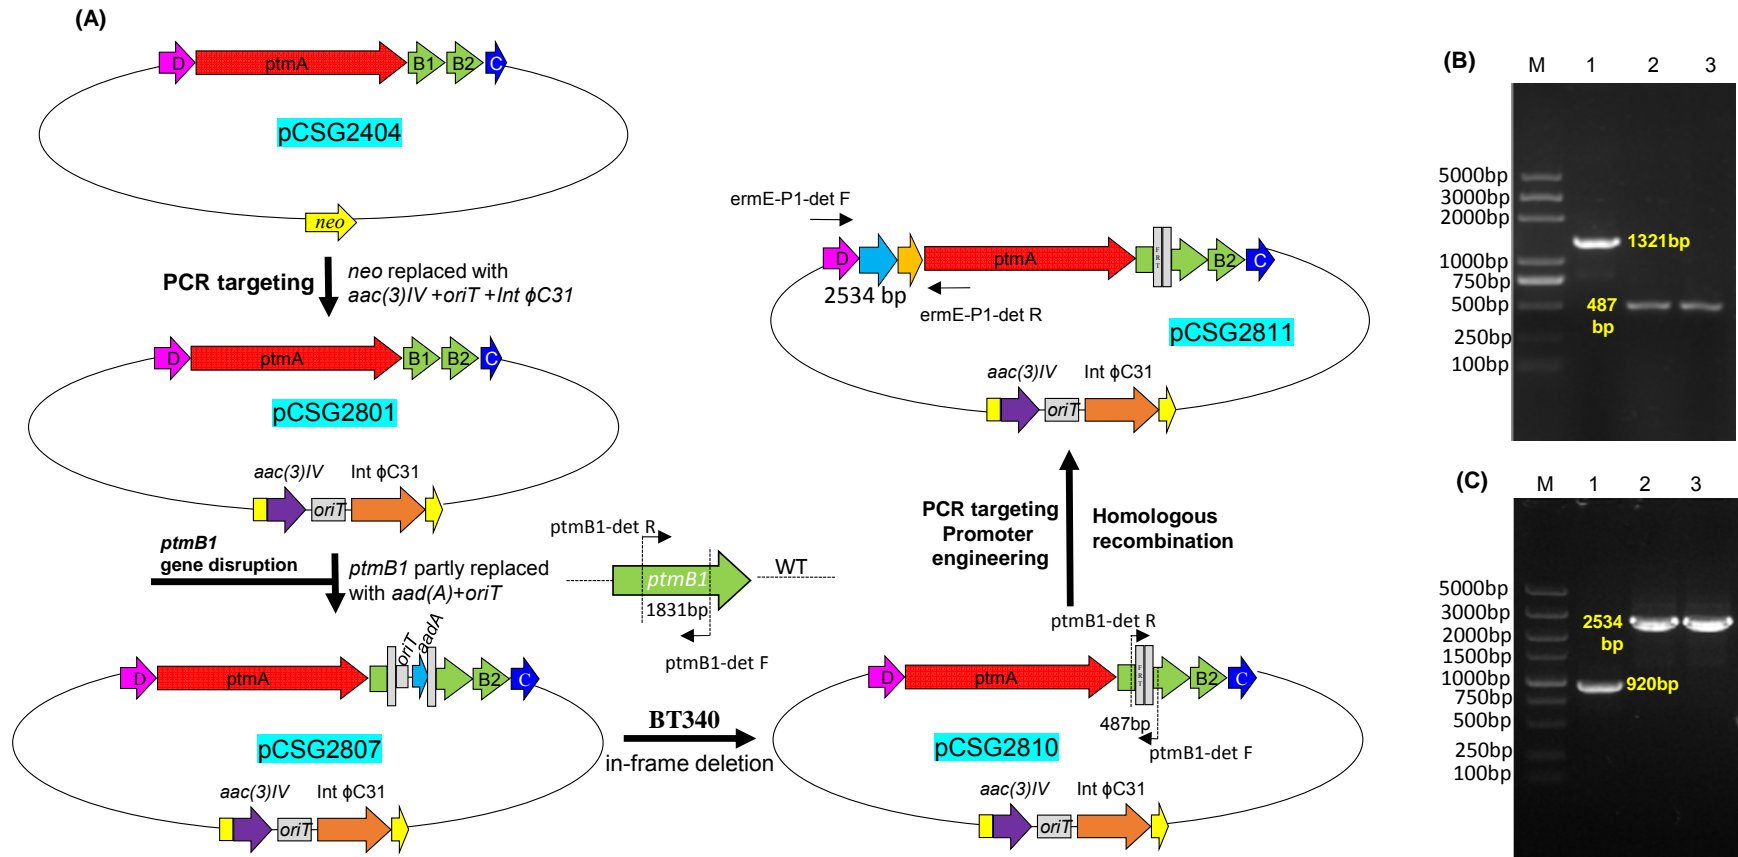 (A)
D
ptmA
B1
B2
C
pCSG2404
neo
PCR targeting
neo replaced with
aac(3)IV +oriT +Int ϕC31
D
ptmA
B1
B2
C
pCSG2801
aac(3)IV
Int ϕC31
oriT
ptmB1
gene disruption
ptmB1 partly replaced
with aad(A)+oriT
ptmB1-det R
ptmB1
WT
1831bp
ptmB1-det F
oriT
aadA
D
ptmA
B2
C
pCSG2807
aac(3)IV
Int ϕC31
oriT
BT340
in-frame deletion
ptmB1-det R
D
ptmA
FRT
B2
C
487bp
ptmB1-det F
pCSG2810
aac(3)IV
Int ϕC31
oriT
PCR targeting
Promoter
engineering
Homologous
recombination
ermE-P1-det F
D
ptmA
FRT
B2
C
2534 bp
ermE-P1-det R
pCSG2811
aac(3)IV
Int ϕC31
oriT
(B)
M
1
2
3
5000bp
3000bp
2000bp
1321bp
1000bp
750bp
500bp
487
bp
250bp
100bp
(C)
M
1
2
3
5000bp
3000bp
2534
bp
2000bp
1500bp
1000bp
920bp
750bp
500bp
250bp
100bp